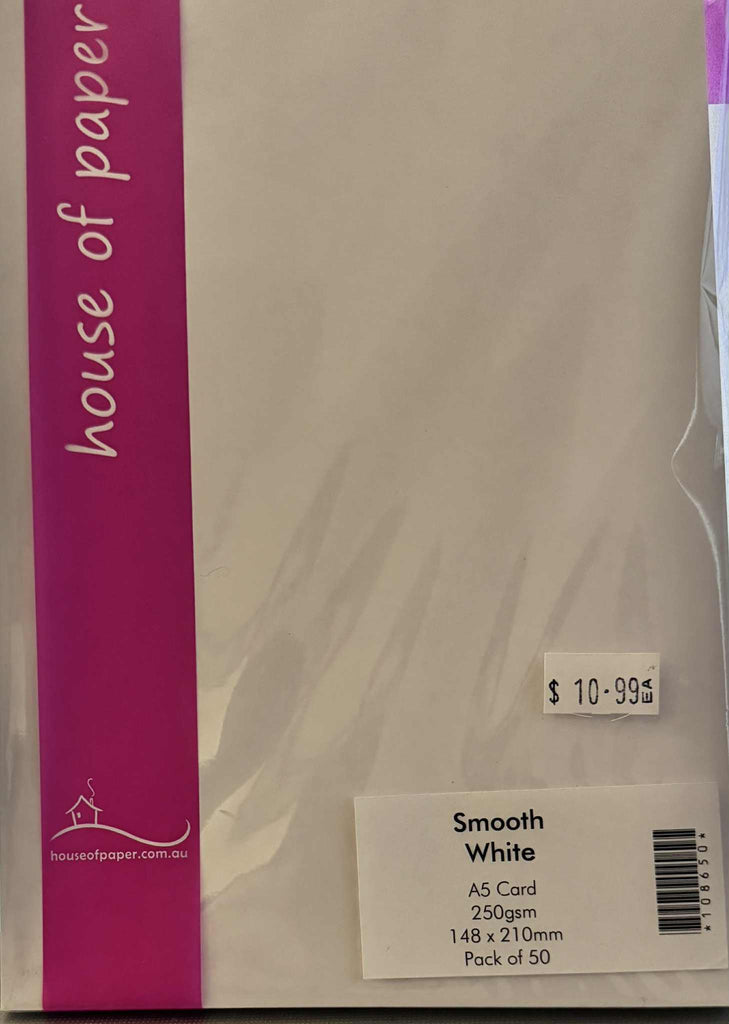 house of paper
houseofpaper.com.au
$ 10.99 EA
Smooth
White
A5 Card
250gsm
148 x 210mm
Pack of 50
*108650*